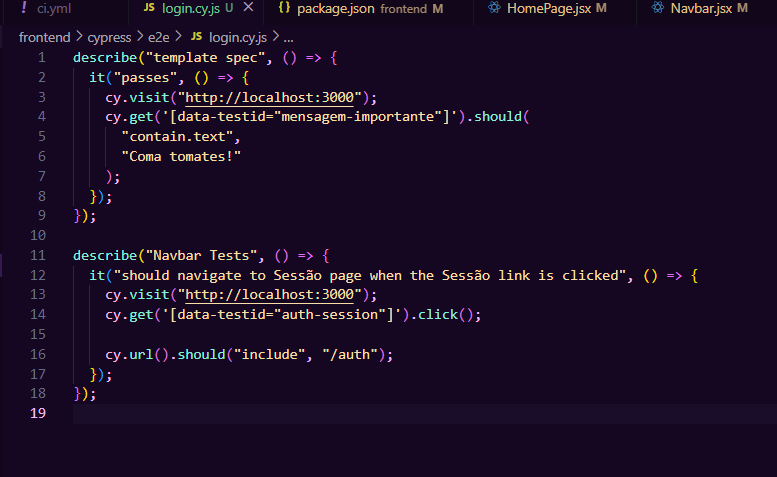 ! ci.yml JS login.cy.js U × {} package.json frontend M HomePage.jsx M Navbar.jsx M
frontend > cypress > e2e > JS login.cy.js > ...
1 describe("template spec", () => {
2 it("passes", () => {
3 cy.visit("http://localhost:3000");
4 cy.get('[data-testid="mensagem-importante"]').should(
5 "contain.text",
6 "Coma tomates!"
7 );
8 });
9 });
10
11 describe("Navbar Tests", () => {
12 it("should navigate to Sessão page when the Sessão link is clicked", () => {
13 cy.visit("http://localhost:3000");
14 cy.get('[data-testid="auth-session"]').click();
15
16 cy.url().should("include", "/auth");
17 });
18 });
19